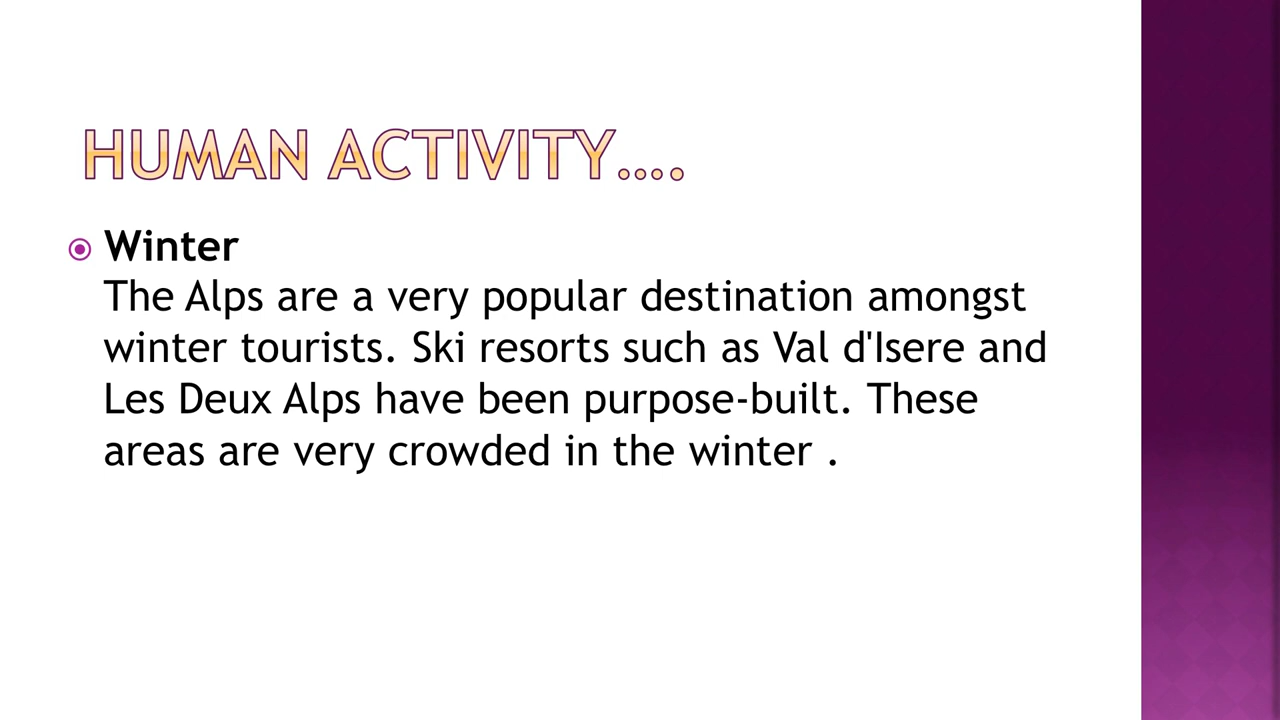 HUMAN ACTIVITY....
Winter
The Alps are a very popular destination amongst
winter tourists. Ski resorts such as Val d'Isere and
Les Deux Alps have been purpose-built. These
areas are very crowded in the winter .